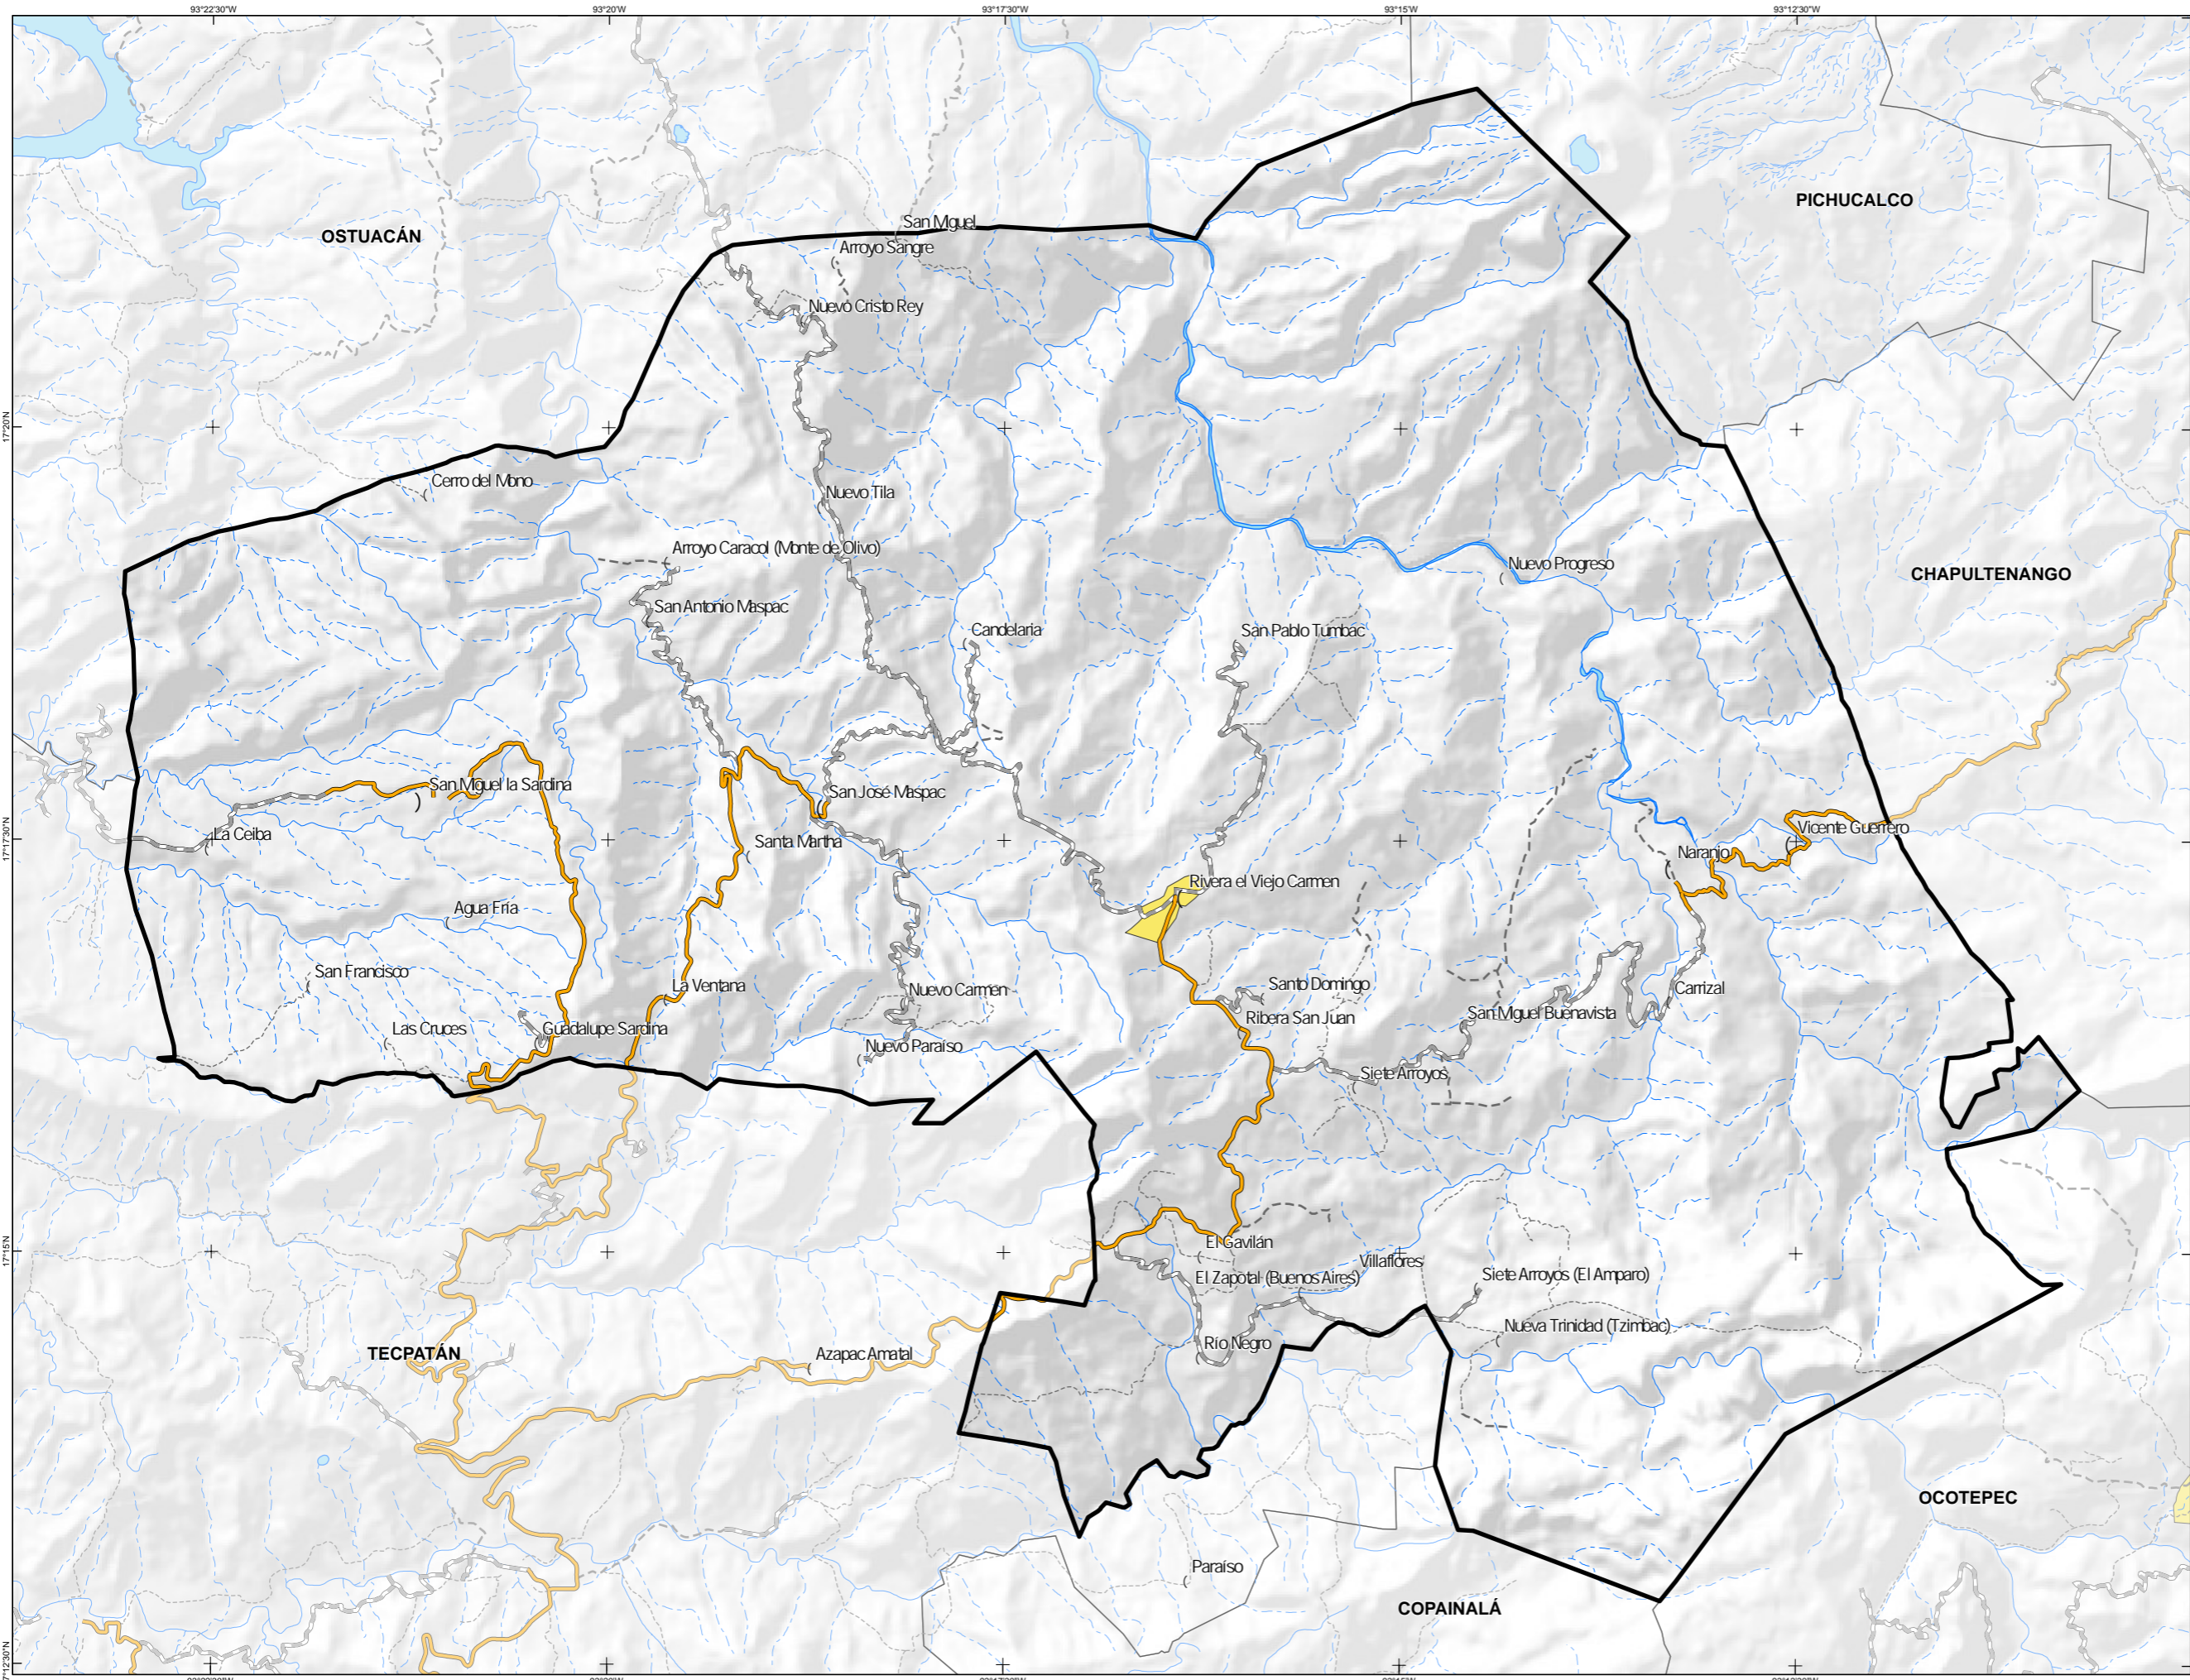 93°22'30"W
93°20'W
93°17'30"W
93°15'W
93°12'30"W
PICHUCALCO
OSTUACÁN
San Miguel
Arroyo Sangre
Nuevo Cristo Rey
17°20'N
Cerro del Mono
Nuevo Tila
Arroyo Caracol (Monte de Olivo)
Nuevo Progreso
CHAPULTENANGO
San Antonio Maspac
Candelaria
San Pablo Tumbac
San Miguel la Sardina
San José Maspac
17°17'30"N
La Ceiba
Santa Martha
Vicente Guerrero
Naranjo
Rivera el Viejo Carmen
Agua Fría
San Francisco
La Ventana
Nuevo Carmen
Santo Domingo
Carrizal
Las Cruces
Guadalupe Sardina
Ribera San Juan
San Miguel Buenavista
Nuevo Paraíso
Siete Arroyos
17°15'N
El Gavilán
Villaflores
El Zapotal (Buenos Aires)
Siete Arroyos (El Amparo)
Nueva Trinidad (Tzimbac)
Río Negro
TECPATÁN
Azapac Amatal
OCOTEPEC
Paraíso
COPAINALÁ
17°12'30"N